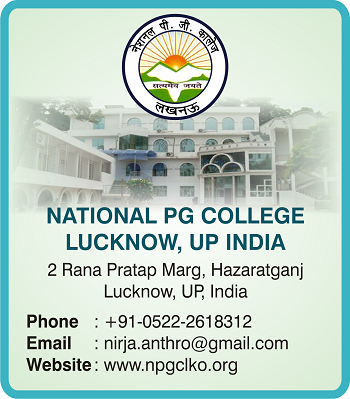 नेशनल पी. जी. कालेज
सत्यमेव जयते
लखनऊ
NATIONAL PG COLLEGE
LUCKNOW, UP INDIA
2 Rana Pratap Marg, Hazaratganj
Lucknow, UP, India
Phone : +91-0522-2618312
Email : nirja.anthro@gmail.com
Website : www.npgclko.org